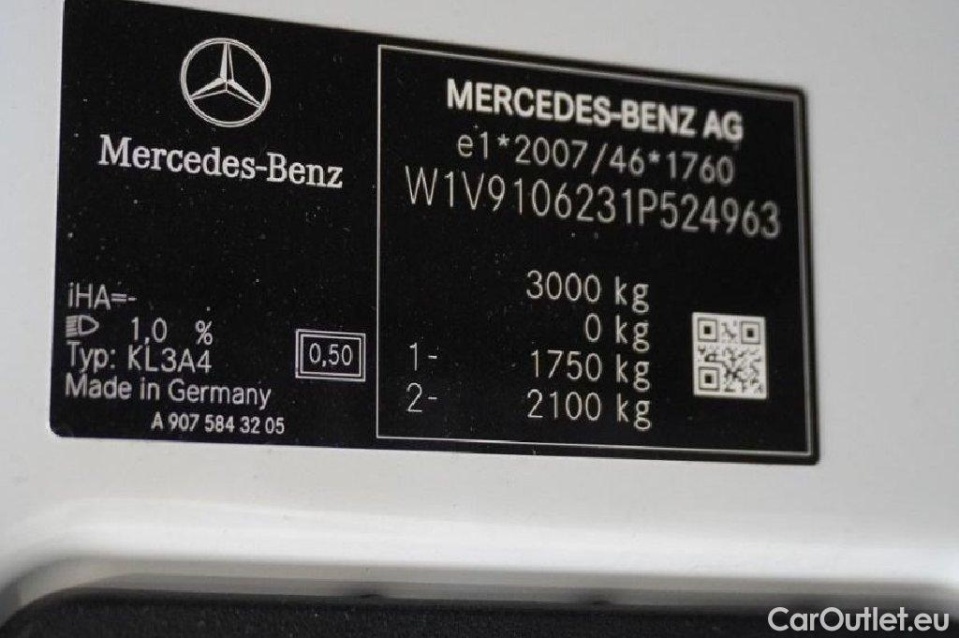 Mercedes-Benz
iHA=-
1,0 %
Typ: KL3A4
Made in Germany
A 907 584 32 05
0,50
MERCEDES-BENZ AG
e1*2007/46*1760
W1V9106231P524963
3000 kg
0 kg
1- 1750 kg
2- 2100 kg
CarOutlet.eu